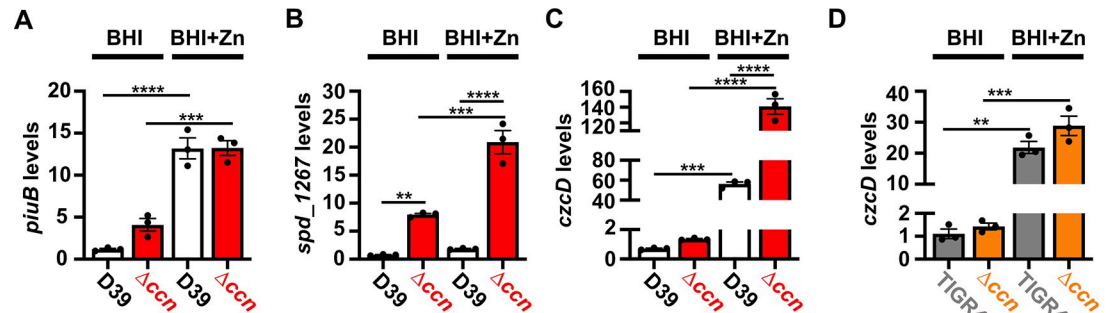 A
BHI
BHI+Zn
****
***
piuB levels
20
15
10
5
0
D39
Δccn
D39
Δccn
B
BHI
BHI+Zn
****
***
**
spd_1267 levels
30
25
20
15
10
5
0
D39
Δccn
D39
Δccn
C
BHI
BHI+Zn
****
****
***
czcD levels
160
140
120
80
60
40
2
0
D39
Δccn
D39
Δccn
D
BHI
BHI+Zn
***
**
czcD levels
40
30
20
10
2
1
0
TIGR
Δccn
TIGR
Δccn